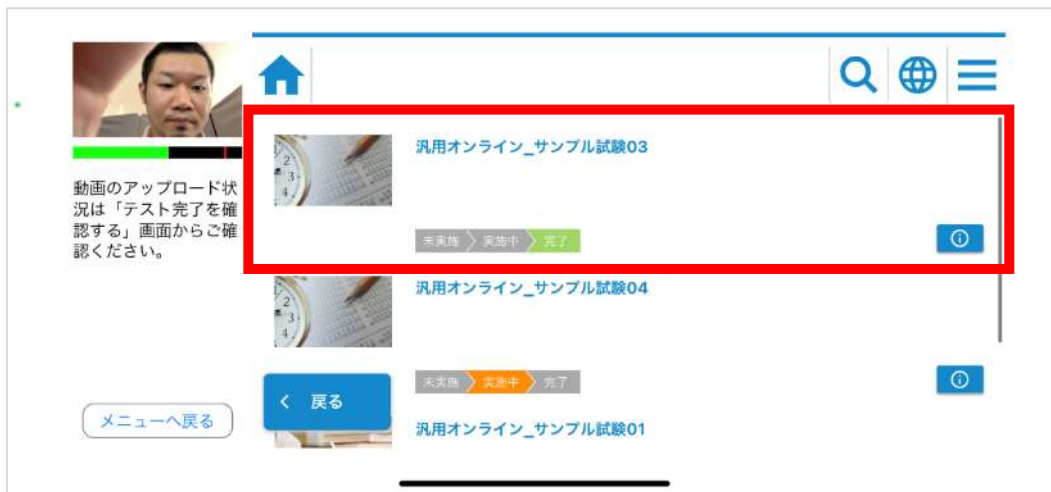 動画のアップロード状
況は「テスト完了を確
認する」画面からご確
認ください。
メニューへ戻る
汎用オンライン_サンプル試験03
未実施 実施中 完了
汎用オンライン_サンプル試験04
未実施 実施中 完了
戻る
汎用オンライン_サンプル試験01